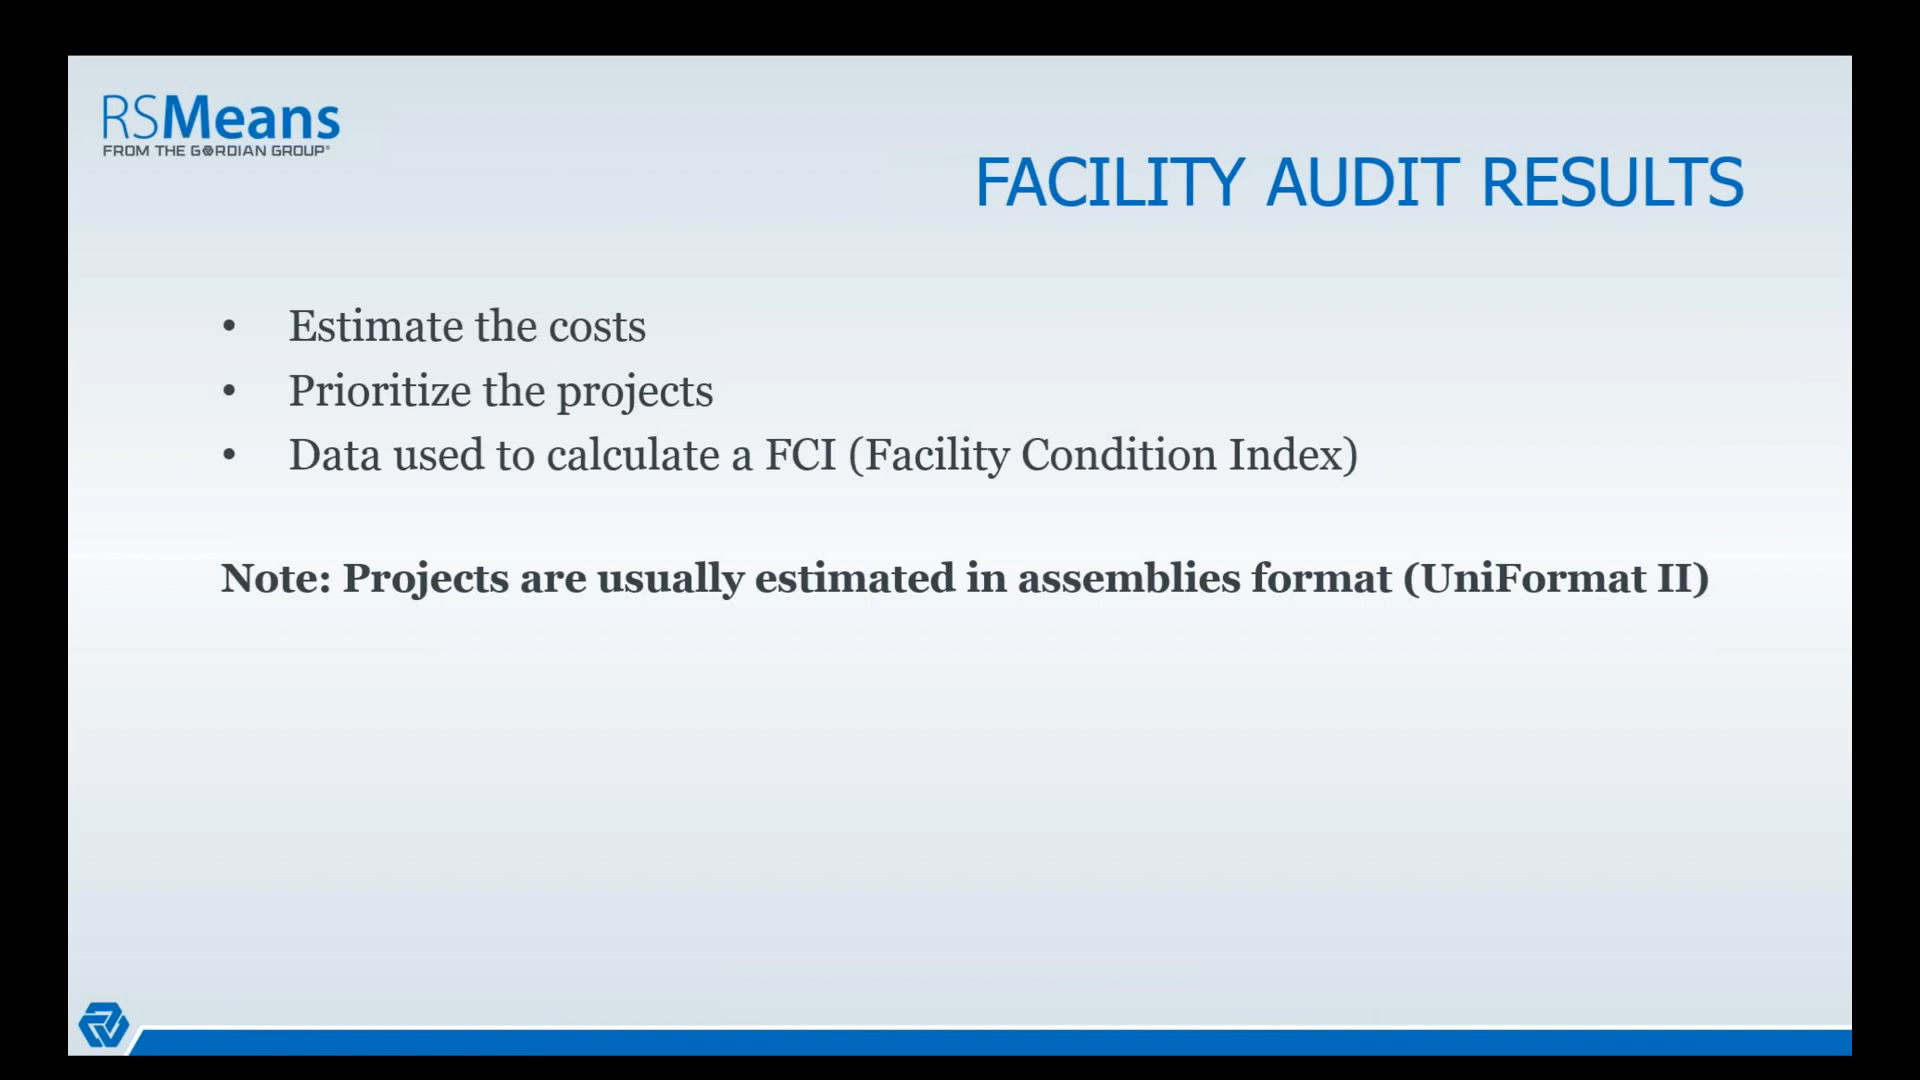 RSMeans
FROM THE GORDIAN GROUP®
FACILITY AUDIT RESULTS
• Estimate the costs
• Prioritize the projects
• Data used to calculate a FCI (Facility Condition Index)
Note: Projects are usually estimated in assemblies format (UniFormat II)